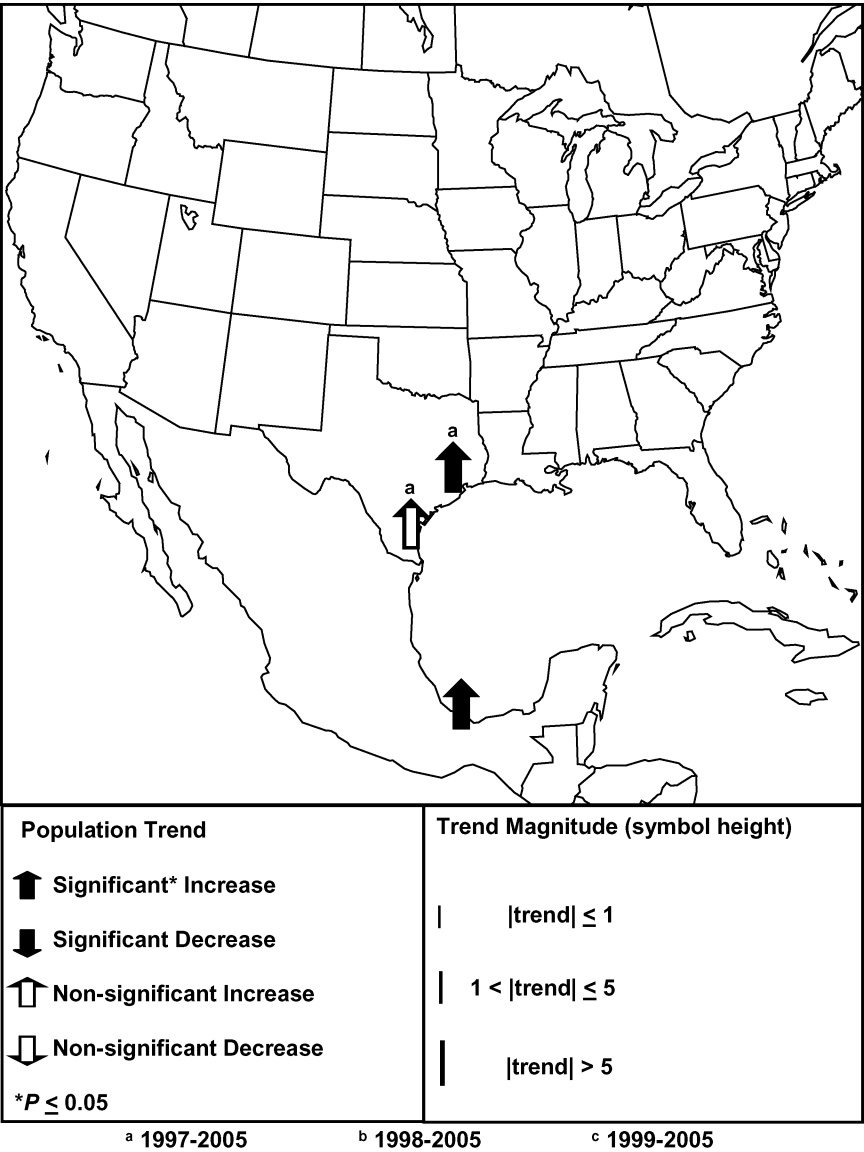 a
a
Population Trend
Significant* Increase
Significant Decrease
Non-significant Increase
Non-significant Decrease
*P ≤ 0.05
Trend Magnitude (symbol height)
|trend| ≤ 1
1 < |trend| ≤ 5
|trend| > 5
a 1997-2005 b 1998-2005 c 1999-2005